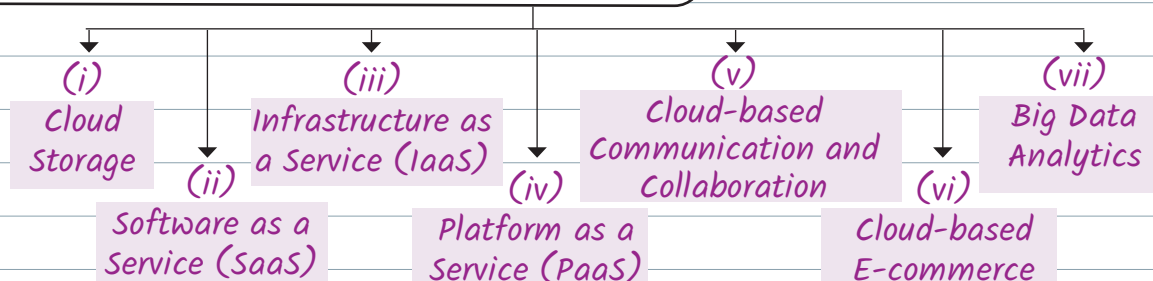 (i)
Cloud
Storage
(ii)
Software as a
Service (SaaS)
(iii)
Infrastructure as
a Service (IaaS)
(iv)
Platform as a
Service (PaaS)
(v)
Cloud-based
Communication and
Collaboration
(vi)
Cloud-based
E-commerce
(vii)
Big Data
Analytics